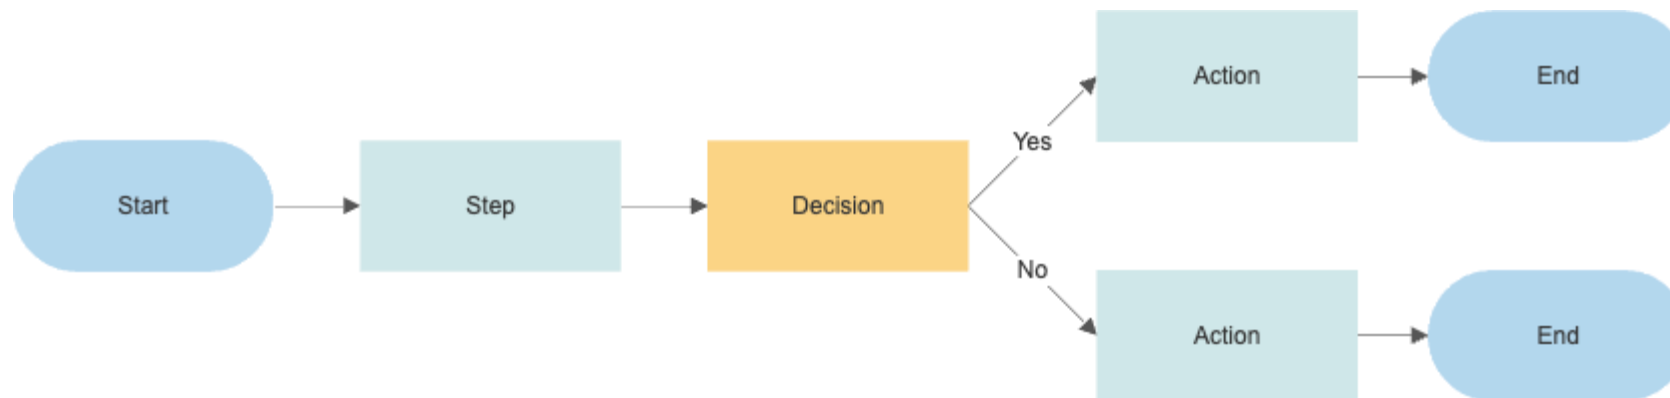 Start
Step
Decision
Yes
Action
End
No
Action
End